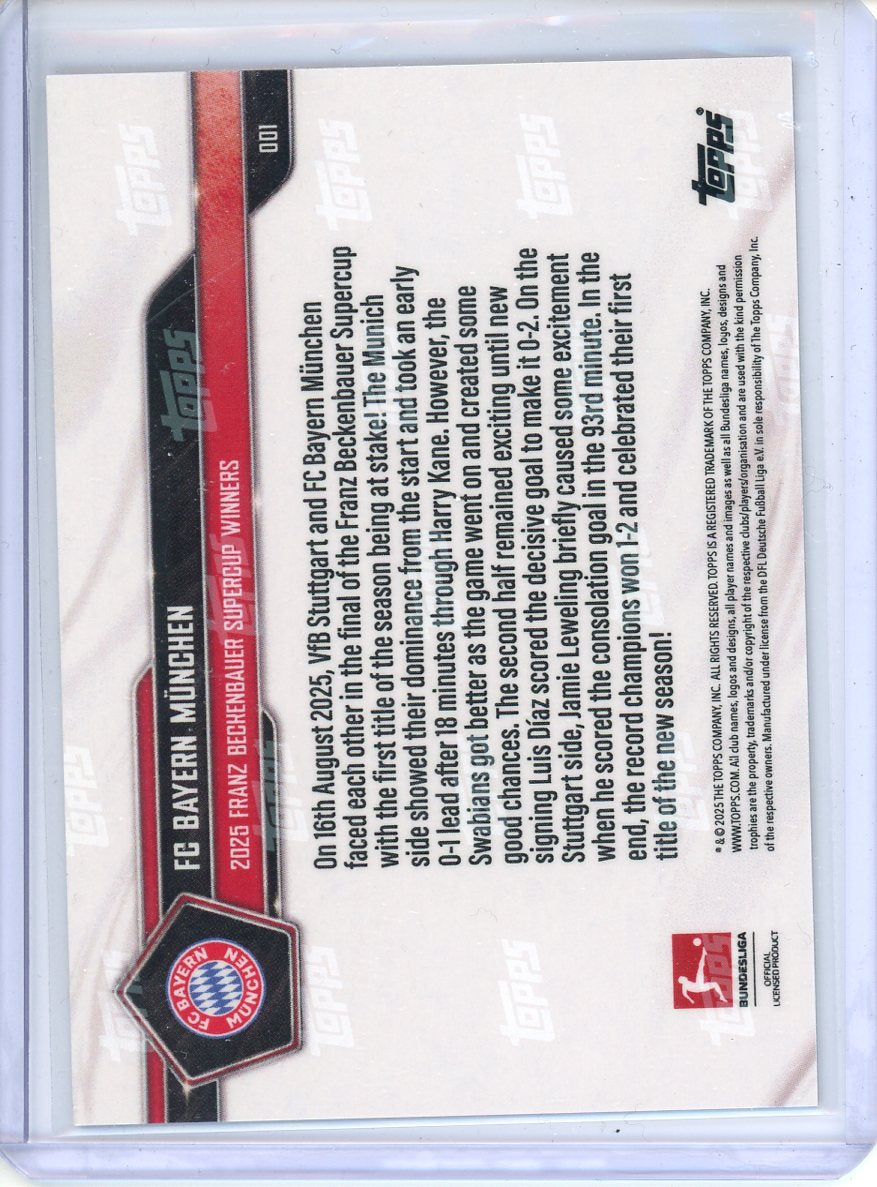 001
FC BAYERN MÜNCHEN
2025 FRANZ BECKENBAUER SUPERCUP WINNERS
FC BAYERN
MÜNCHEN
On 16th August 2025, VfB Stuttgart and FC Bayern München
faced each other in the final of the Franz Beckenbauer Supercup
with the first title of the season being at stake! The Munich
side showed their dominance from the start and took an early
0-1 lead after 18 minutes through Harry Kane. However, the
Swabians got better as the game went on and created some
good chances. The second half remained exciting until new
signing Luis Díaz scored the decisive goal to make it 0-2. On the
Stuttgart side, Jamie Leweling briefly caused some excitement
when he scored the consolation goal in the 93rd minute. In the
end, the record champions won 1-2 and celebrated their first
title of the new season!
BUNDESLIGA
OFFICIAL
LICENSED PRODUCT
® & © 2025 THE TOPPS COMPANY, INC. ALL RIGHTS RESERVED. TOPPS IS A REGISTERED TRADEMARK OF THE TOPPS COMPANY, INC.
WWW.TOPPS.COM. All club names, logos and designs, all player names and images as well as all Bundesliga names, logos, designs and
trophies are the property, trademarks and/or copyright of the respective clubs/players/organisation and are used with the kind permission
of the respective owners. Manufactured under license from the DFL Deutsche Fußball Liga e.V. in sole responsibility of The Topps Company, Inc.
Topps®